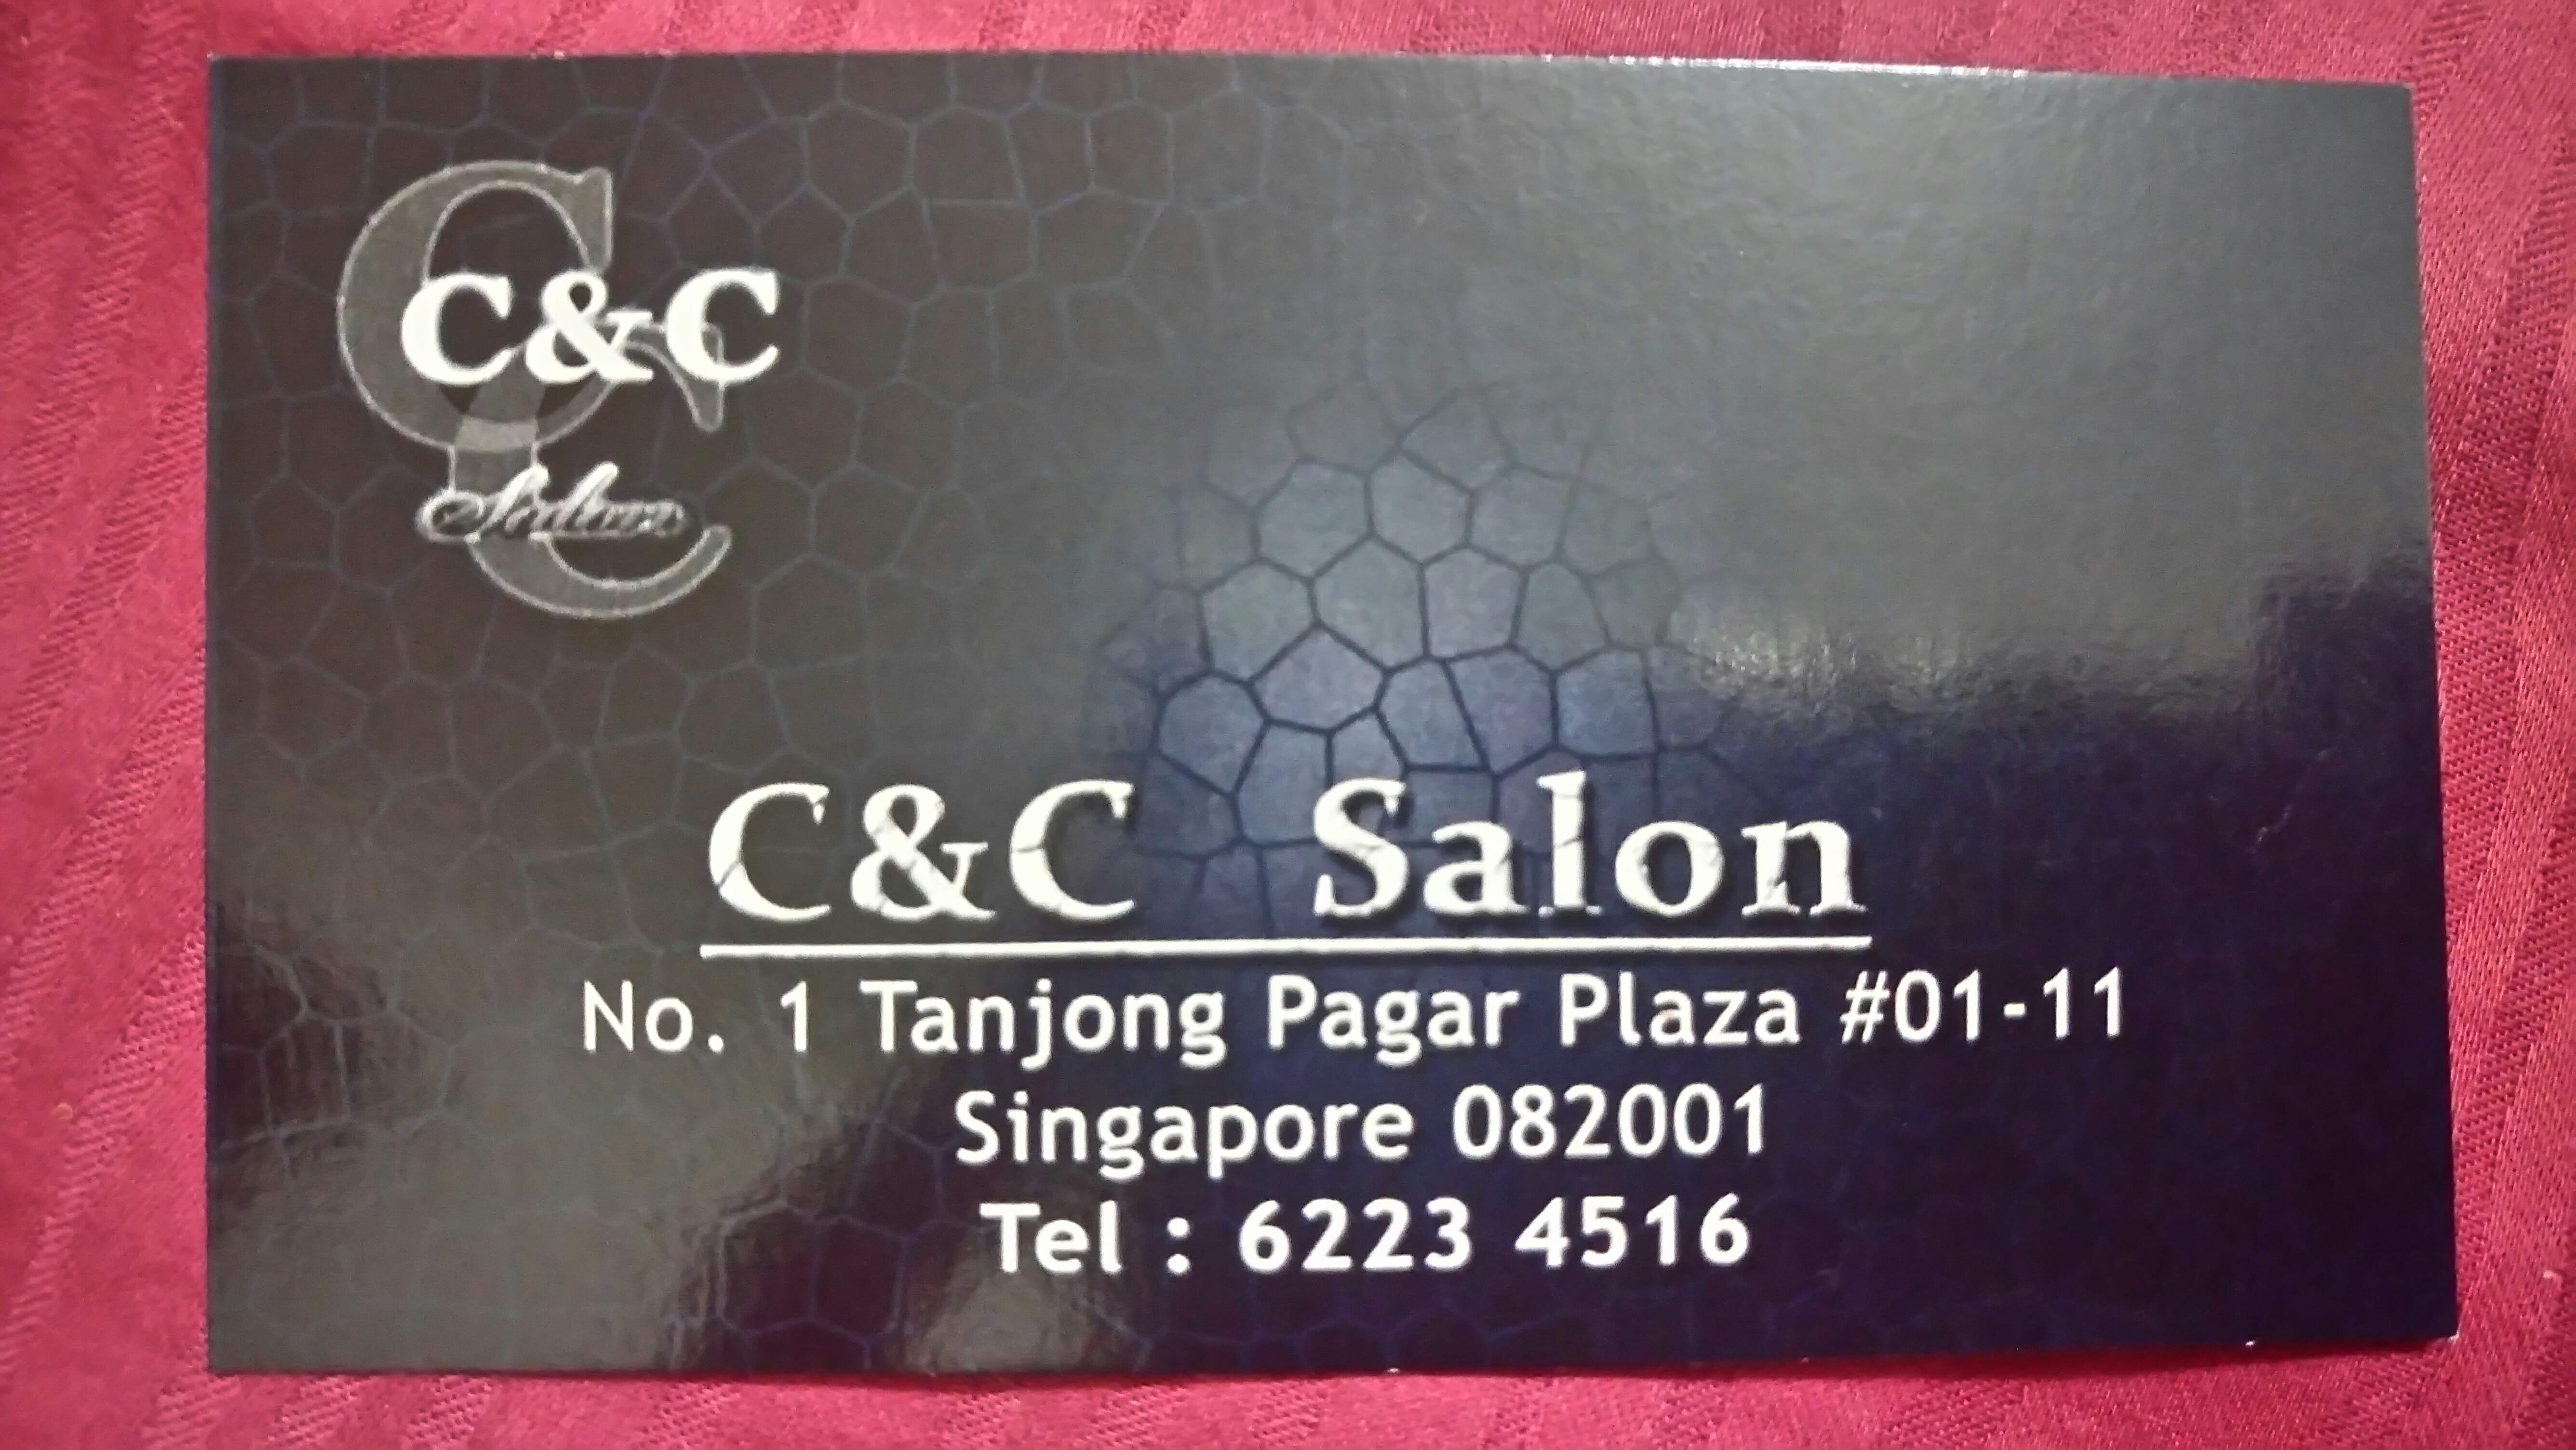 C&C
Salon
C&C Salon
No. 1 Tanjong Pagar Plaza #01-11
Singapore 082001
Tel : 6223 4516